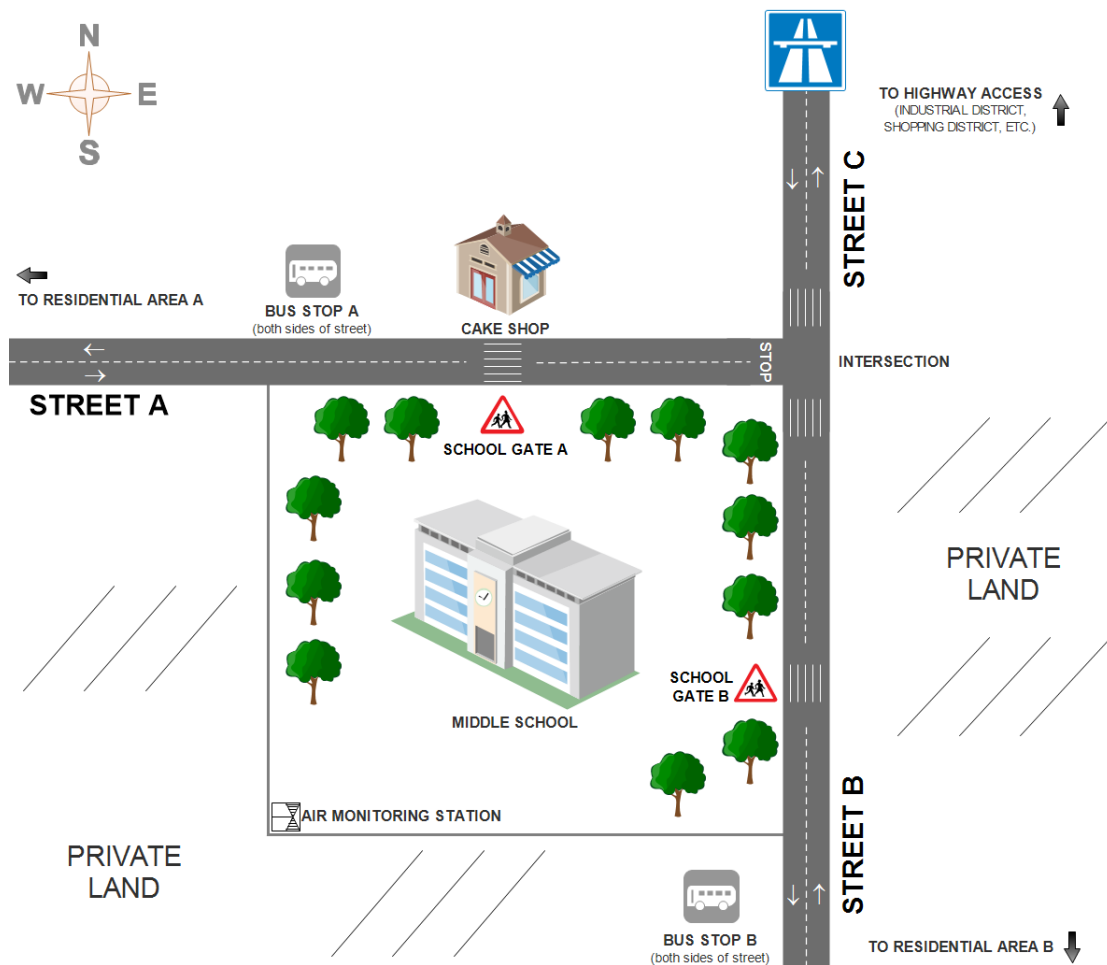 N
W
E
S
TO HIGHWAY ACCESS
(INDUSTRIAL DISTRICT,
SHOPPING DISTRICT, ETC.)
STREET C
TO RESIDENTIAL AREA A
BUS STOP A
(both sides of street)
CAKE SHOP
STOP
INTERSECTION
STREET A
SCHOOL GATE A
PRIVATE
LAND
SCHOOL
GATE B
MIDDLE SCHOOL
AIR MONITORING STATION
STREET B
PRIVATE
LAND
BUS STOP B
(both sides of street)
TO RESIDENTIAL AREA B